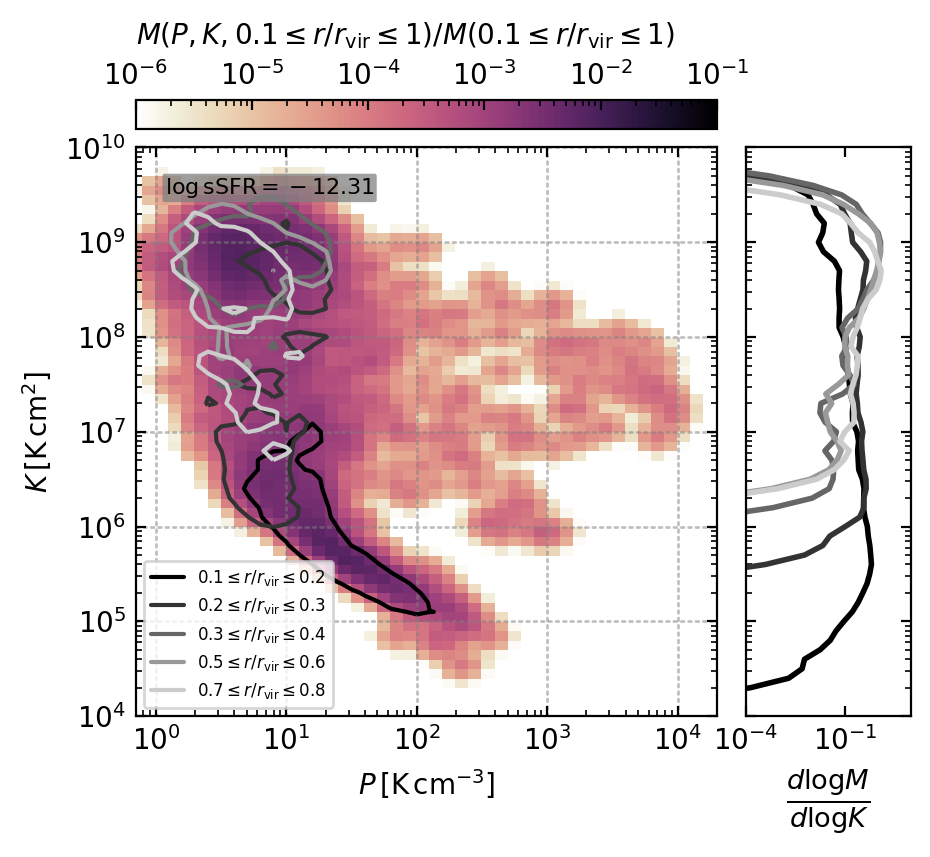 M(P, K, 0.1 ≤ r/r_vir ≤ 1)/M(0.1 ≤ r/r_vir ≤ 1)
10^−6 10^−5 10^−4 10^−3 10^−2 10^−1
10^10
log sSFR = −12.31
10^9
10^8
10^7
10^6
10^5
10^4
K [K cm^2]
0.1 ≤ r/r_vir ≤ 0.2
0.2 ≤ r/r_vir ≤ 0.3
0.3 ≤ r/r_vir ≤ 0.4
0.5 ≤ r/r_vir ≤ 0.6
0.7 ≤ r/r_vir ≤ 0.8
10^0 10^1 10^2 10^3 10^4 10^−4 10^−1
P [K cm^−3]
dlogM
dlogK